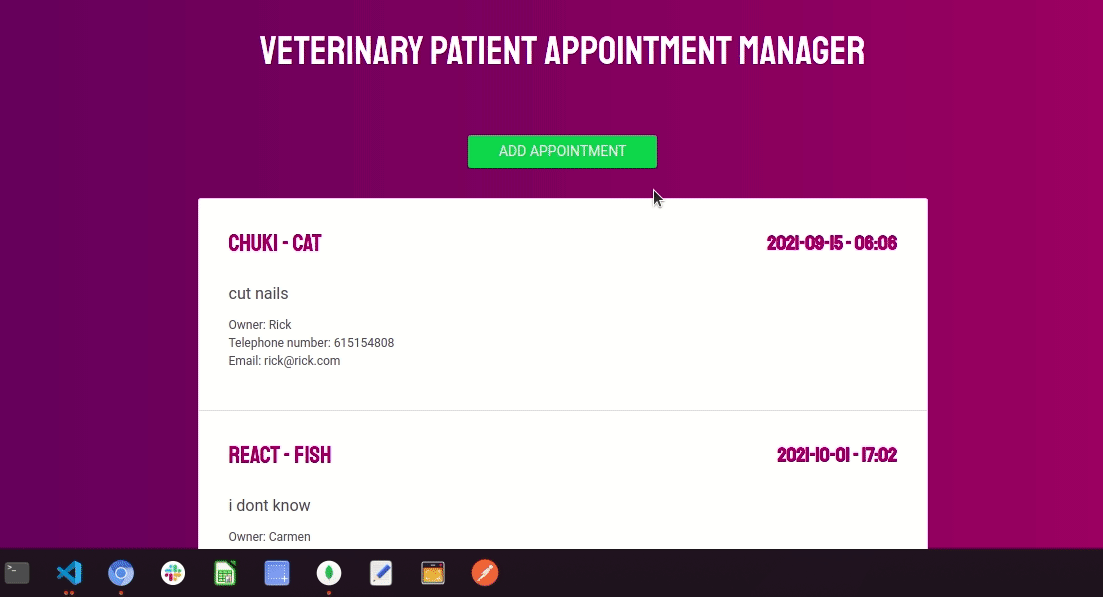 VETERINARY PATIENT APPOINTMENT MANAGER
ADD APPOINTMENT
CHUKI - CAT
2021-09-15 - 06:06
cut nails
Owner: Rick
Telephone number: 615154808
Email: rick@rick.com
REACT - FISH
2021-10-01 - 17:02
i dont know
Owner: Carmen